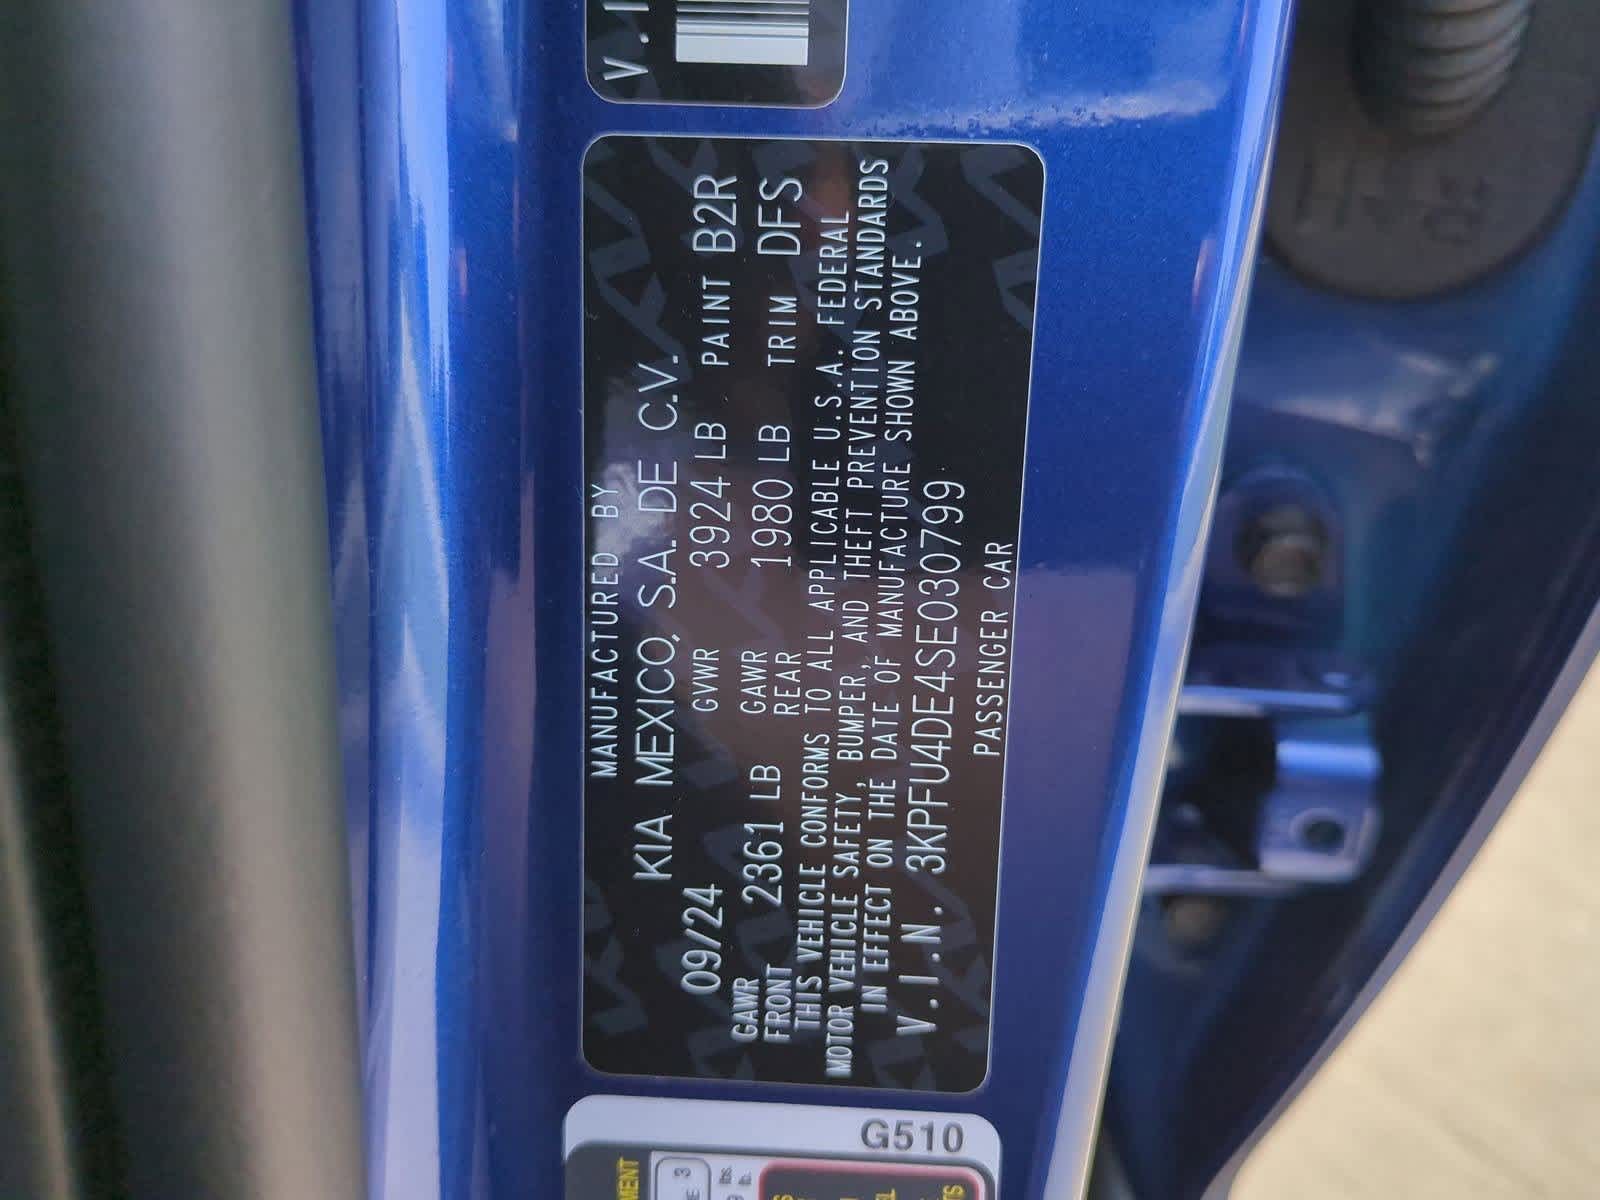 MANUFACTURED BY
KIA MEXICO, S.A. DE C.V.
09/24 GVWR 3924 LB PAINT B2R
GAWR FRONT 2361 LB GAWR REAR 1980 LB TRIM DFS
THIS VEHICLE CONFORMS TO ALL APPLICABLE U.S.A. FEDERAL
MOTOR VEHICLE SAFETY, BUMPER, AND THEFT PREVENTION STANDARDS
IN EFFECT ON THE DATE OF MANUFACTURE SHOWN ABOVE.
V.I.N. 3KPFU4DE4SE030799
PASSENGER CAR
G510
3